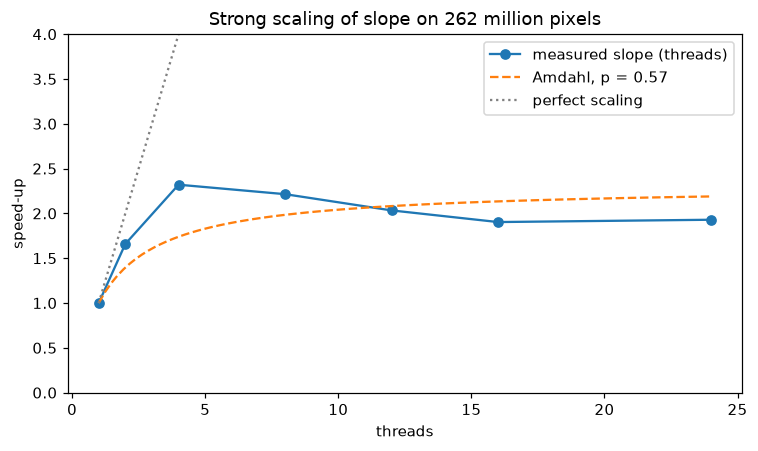 Strong scaling of slope on 262 million pixels
4.0
3.5
3.0
2.5
2.0
1.5
1.0
0.5
0.0
speed-up
measured slope (threads)
Amdahl, p = 0.57
perfect scaling
0
5
10
15
20
25
threads